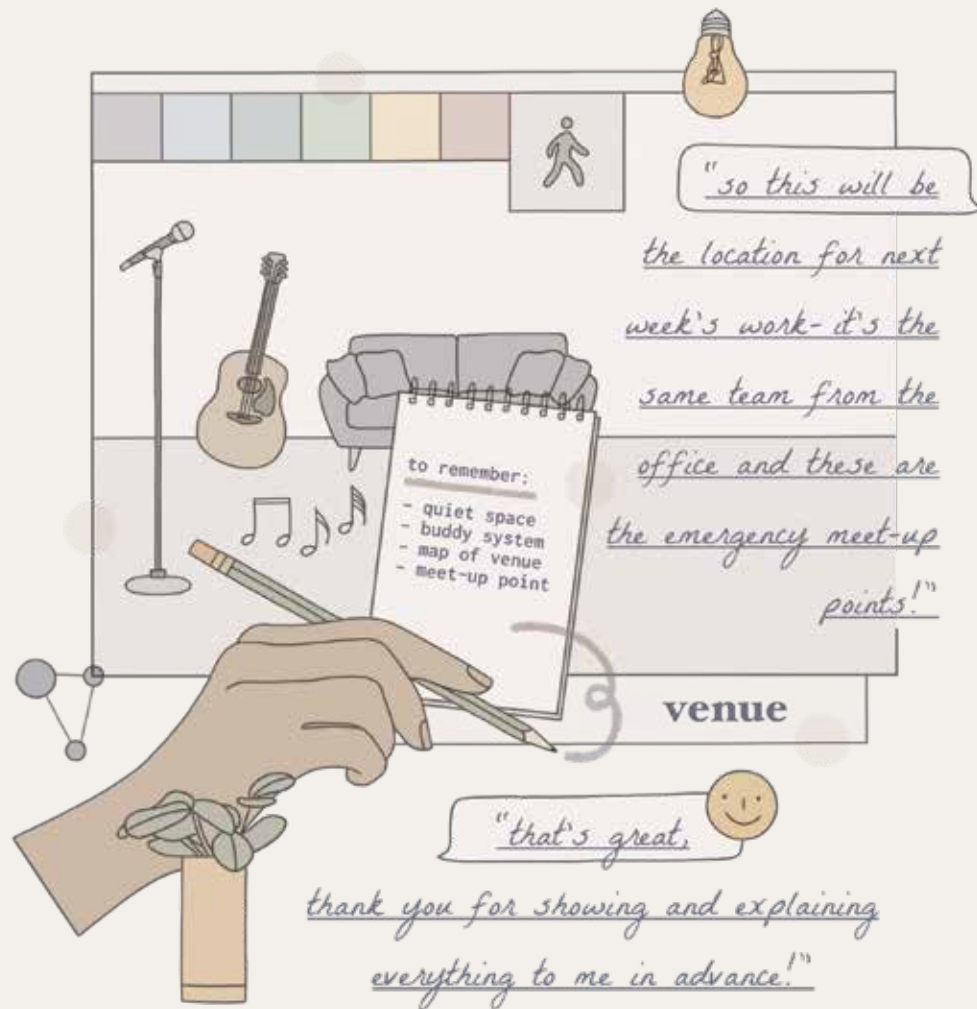 "so this will be
the location for next
week's work- it's the
same team from the
office and these are
the emergency meet-up
points!"
to remember:
- quiet space
- buddy system
- map of venue
- meet-up point
venue
"that's great,
thank you for showing and explaining
everything to me in advance!"